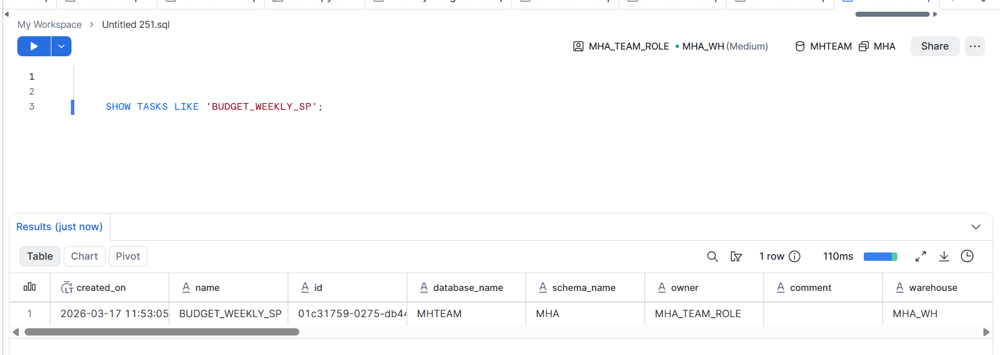 My Workspace > Untitled 251.sql
MHA_TEAM_ROLE MHA_WH (Medium) MHTEAM MHA Share ...
1
2
3 SHOW TASKS LIKE 'BUDGET_WEEKLY_SP';
Results (just now)
Table Chart Pivot 1 row 110ms
created_on name id database_name schema_name owner comment warehouse
1 2026-03-17 11:53:05 BUDGET_WEEKLY_SP 01c31759-0275-db44 MHTEAM MHA MHA_TEAM_ROLE MHA_WH